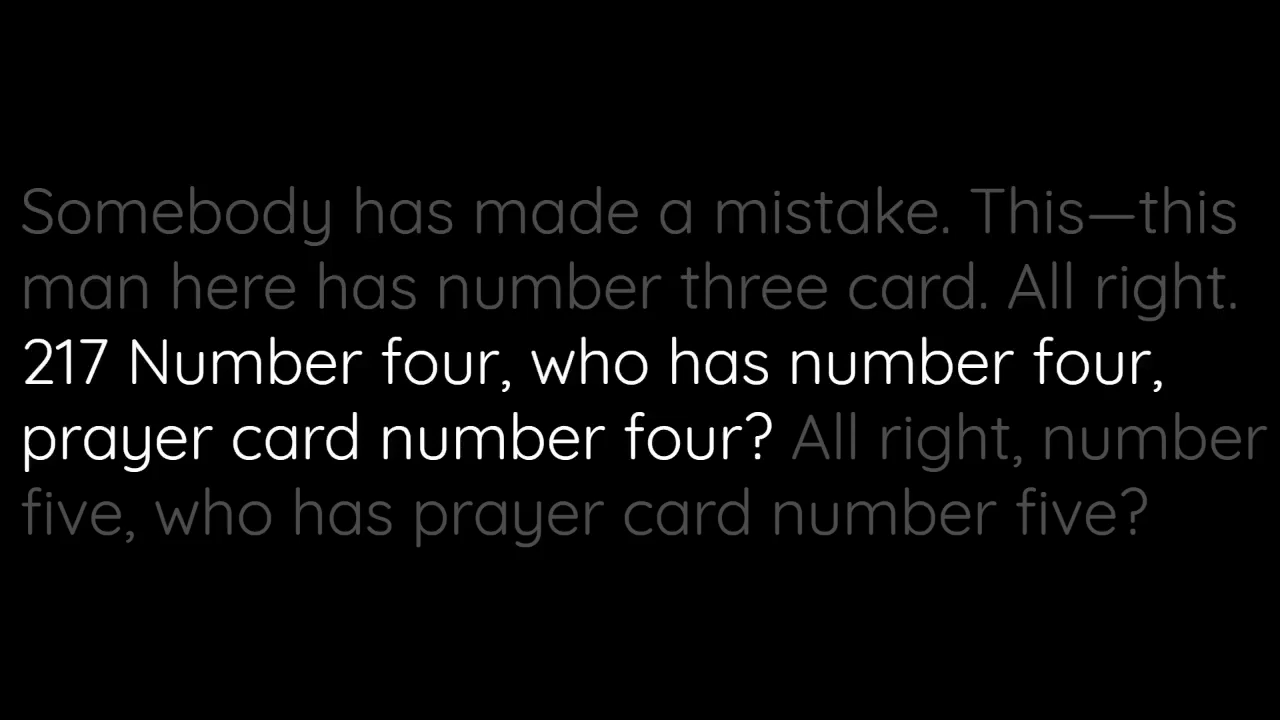 Somebody has made a mistake. This—this
man here has number three card. All right.
217 Number four, who has number four,
prayer card number four? All right, number
five, who has prayer card number five?